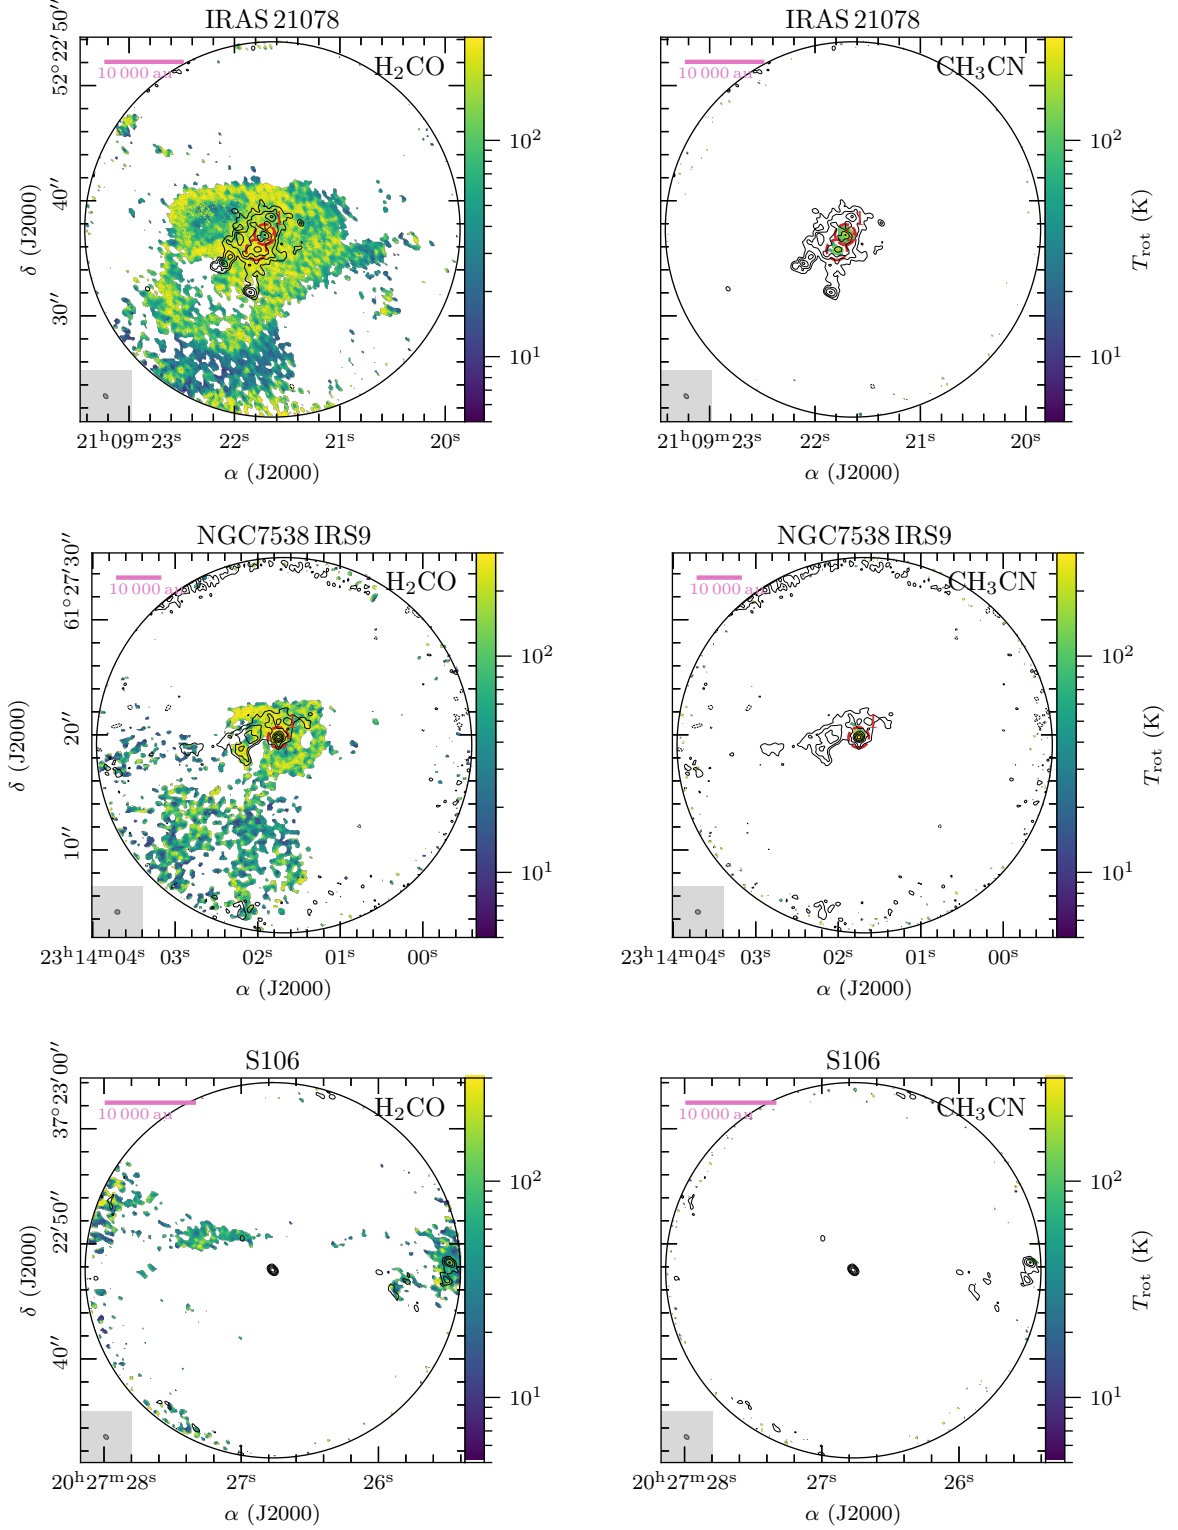 IRAS 21078
H₂CO
10 000 au
52°22′50″
40″
30″
δ (J2000)
21ʰ09ᵐ23ˢ 22ˢ 21ˢ 20ˢ
α (J2000)
10²
10¹
IRAS 21078
CH₃CN
10 000 au
21ʰ09ᵐ23ˢ 22ˢ 21ˢ 20ˢ
α (J2000)
10²
10¹
T_rot (K)
NGC7538 IRS9
H₂CO
10 000 au
61°27′30″
20″
10″
δ (J2000)
23ʰ14ᵐ04ˢ 03ˢ 02ˢ 01ˢ 00ˢ
α (J2000)
10²
10¹
NGC7538 IRS9
CH₃CN
10 000 au
23ʰ14ᵐ04ˢ 03ˢ 02ˢ 01ˢ 00ˢ
α (J2000)
10²
10¹
T_rot (K)
S106
H₂CO
10 000 au
37°23′00″
22′50″
40″
δ (J2000)
20ʰ27ᵐ28ˢ 27ˢ 26ˢ
α (J2000)
10²
10¹
S106
CH₃CN
10 000 au
20ʰ27ᵐ28ˢ 27ˢ 26ˢ
α (J2000)
10²
10¹
T_rot (K)